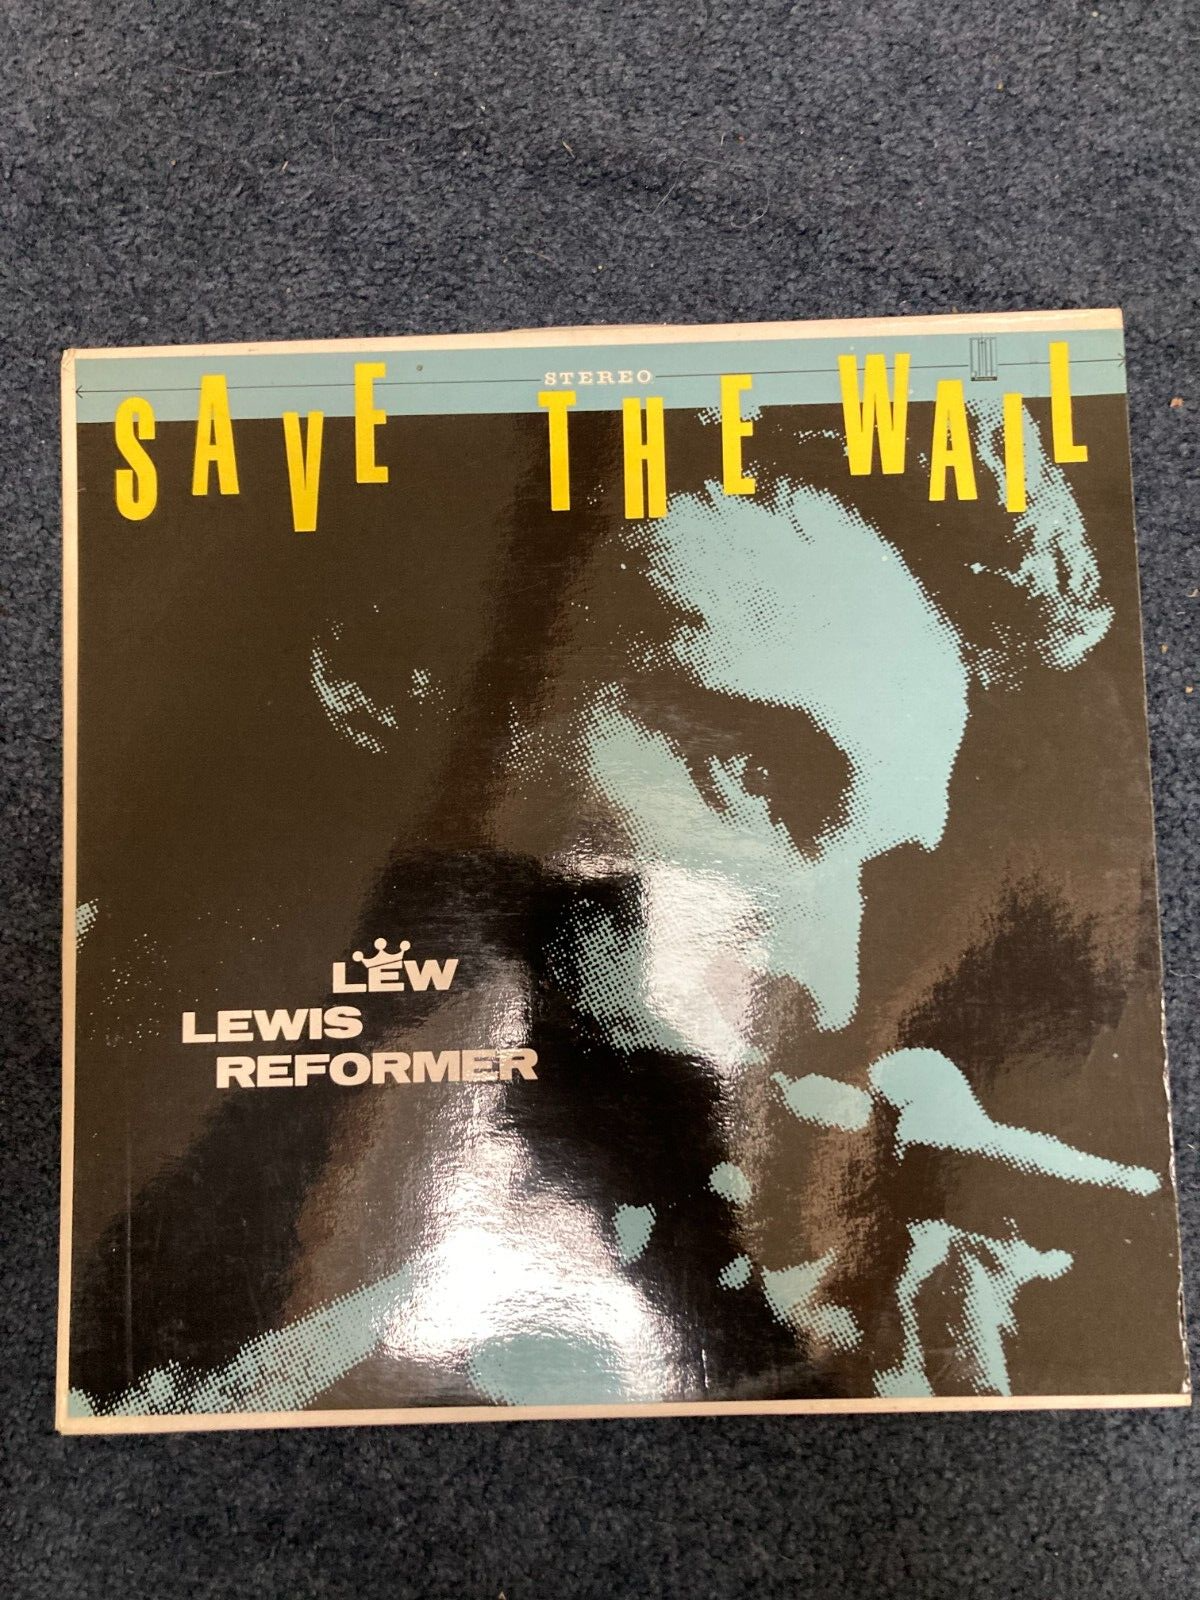 STEREO
SAVE THE WAIL
LEW
LEWIS
REFORMER